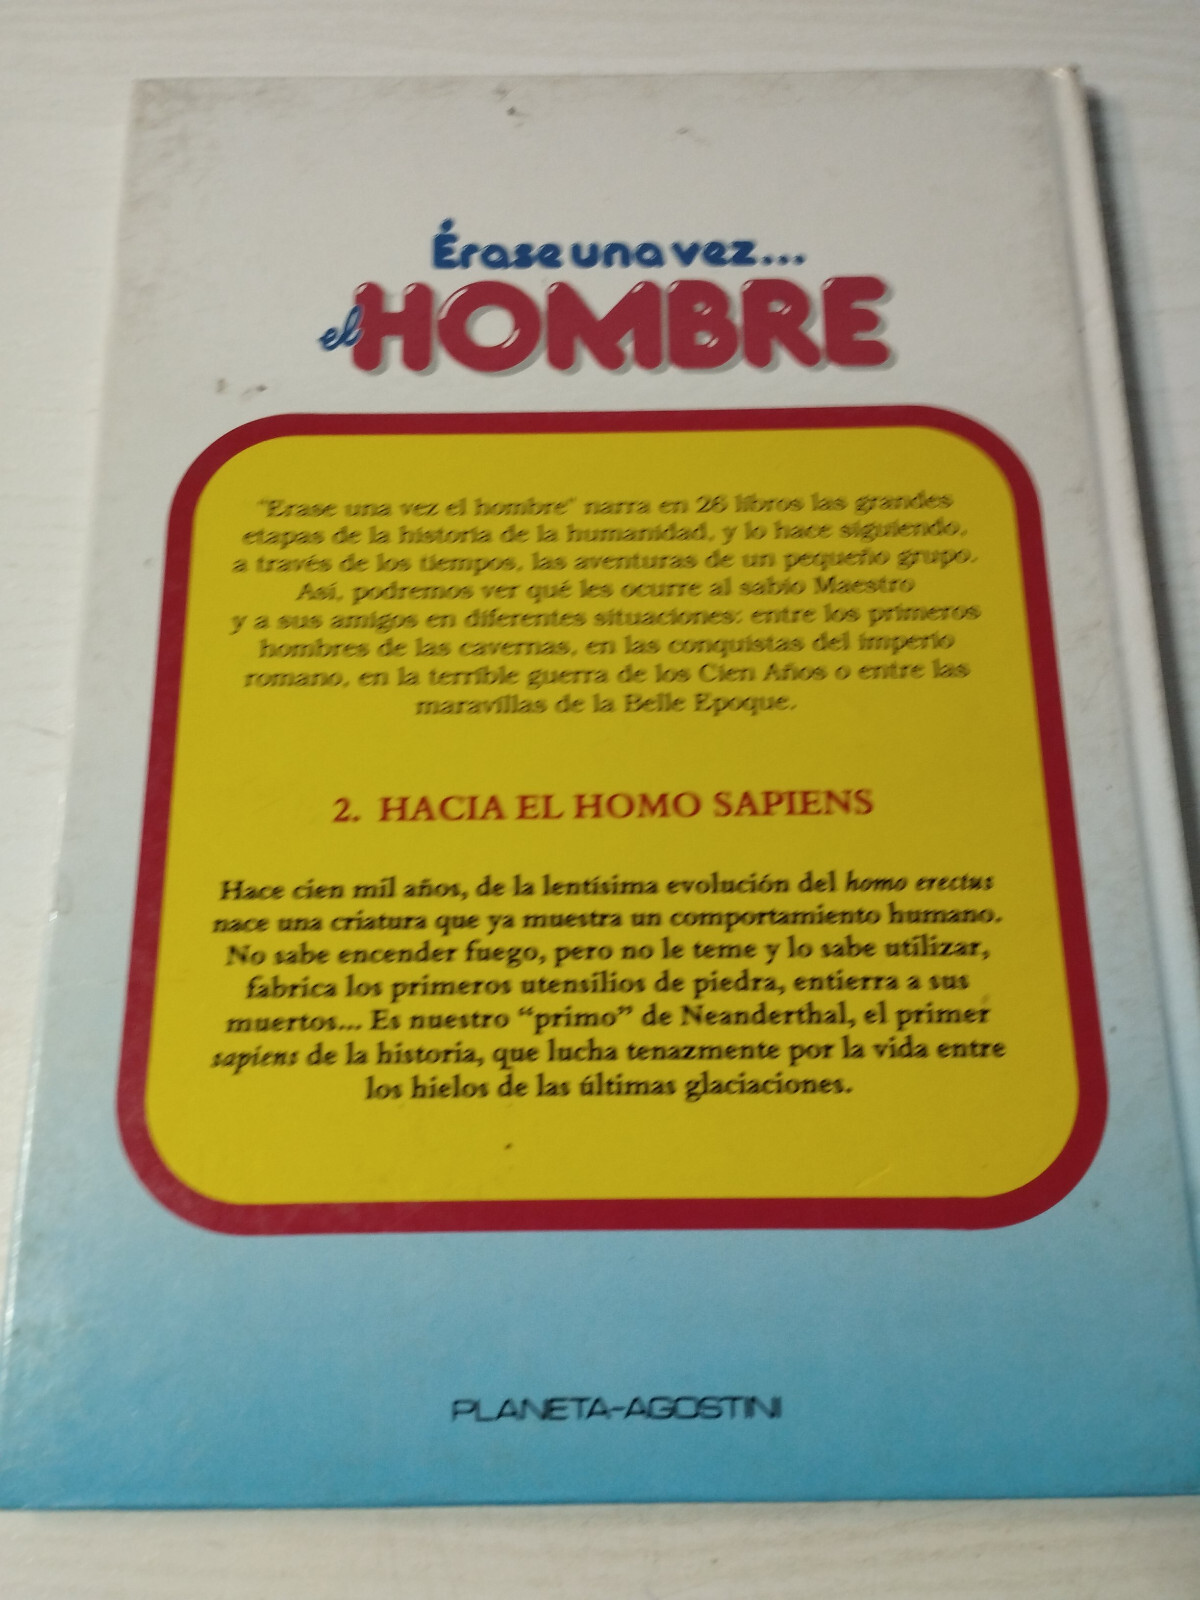 Érase una vez...
el HOMBRE
"Erase una vez el hombre" narra en 26 libros las grandes
etapas de la historia de la humanidad, y lo hace siguiendo,
a través de los tiempos, las aventuras de un pequeño grupo.
Así, podremos ver qué les ocurre al sabio Maestro
y a sus amigos en diferentes situaciones: entre los primeros
hombres de las cavernas, en las conquistas del imperio
romano, en la terrible guerra de los Cien Años o entre las
maravillas de la Belle Epoque.
2. HACIA EL HOMO SAPIENS
Hace cien mil años, de la lentísima evolución del homo erectus
nace una criatura que ya muestra un comportamiento humano.
No sabe encender fuego, pero no le teme y lo sabe utilizar,
fabrica los primeros utensilios de piedra, entierra a sus
muertos... Es nuestro “primo” de Neanderthal, el primer
sapiens de la historia, que lucha tenazmente por la vida entre
los hielos de las últimas glaciaciones.
PLANETA-AGOSTINI